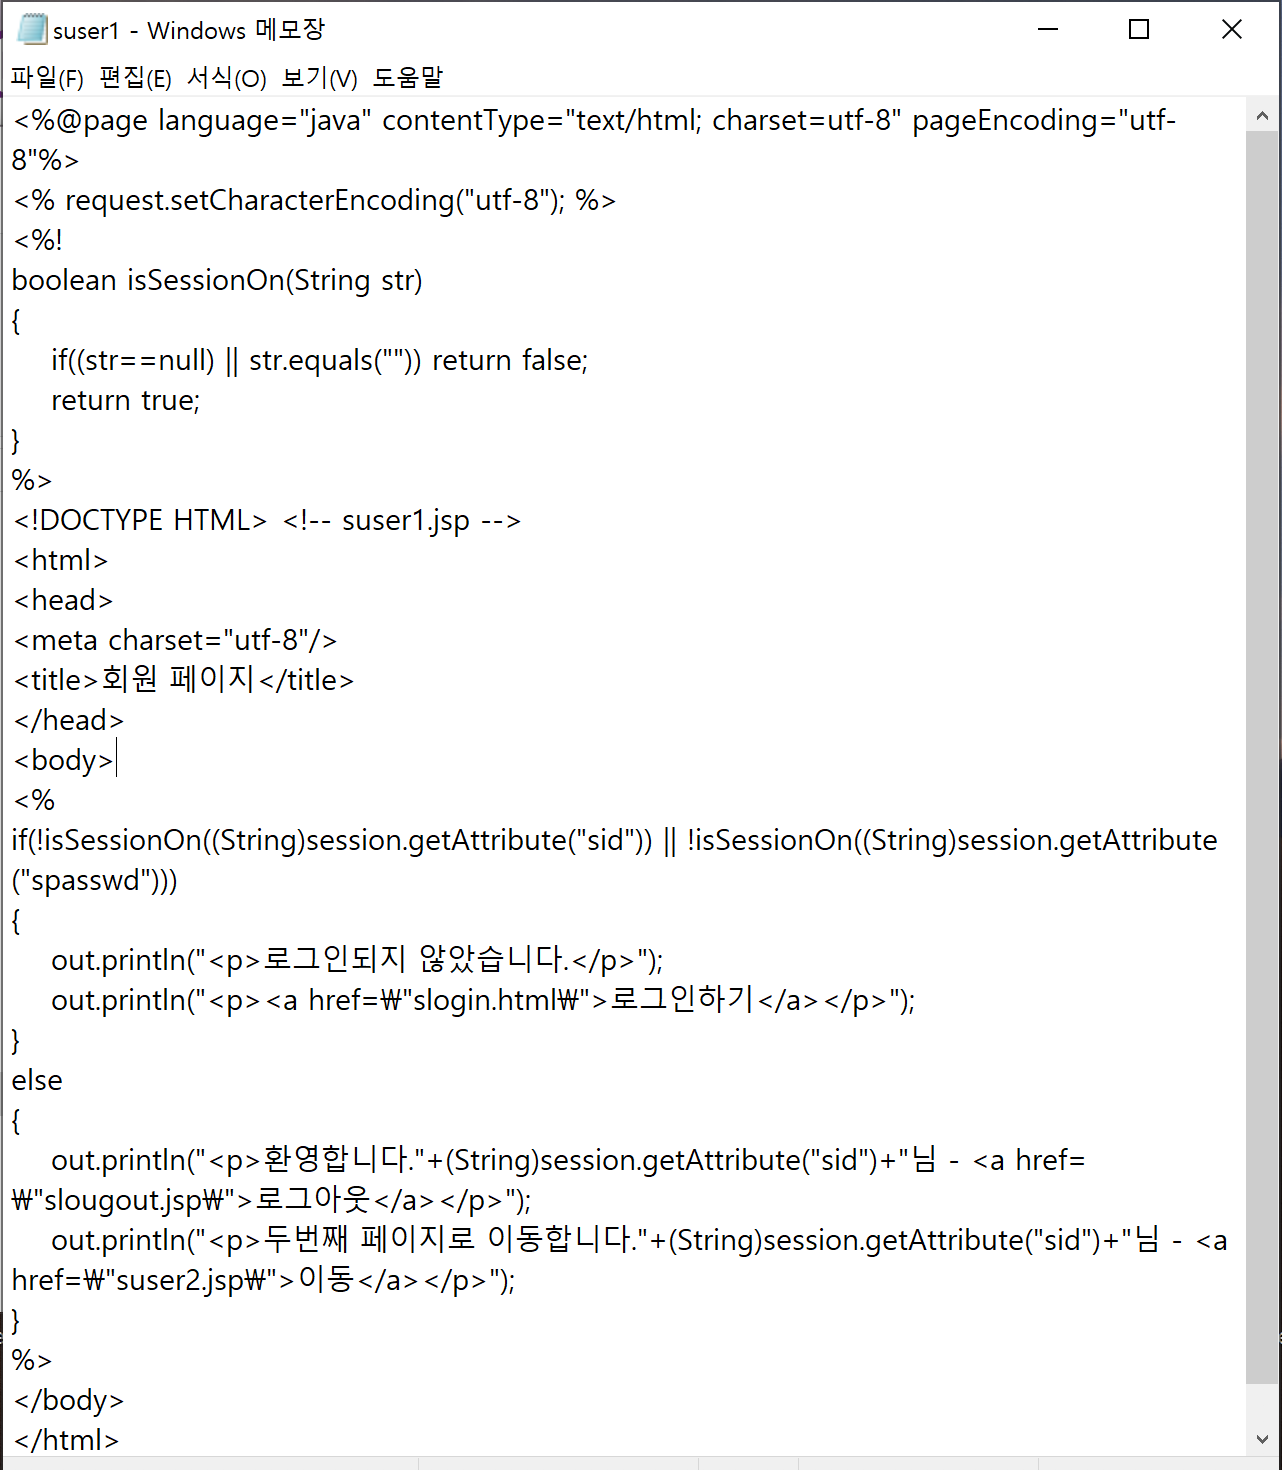 suser1 - Windows 메모장
파일(F) 편집(E) 서식(O) 보기(V) 도움말
<%@page language="java" contentType="text/html; charset=utf-8" pageEncoding="utf-
8"%>
<% request.setCharacterEncoding("utf-8"); %>
<%!
boolean isSessionOn(String str)
{
if((str==null) || str.equals("")) return false;
return true;
}
%>
<!DOCTYPE HTML> <!-- suser1.jsp -->
<html>
<head>
<meta charset="utf-8"/>
<title>회원 페이지</title>
</head>
<body>
<%
if(!isSessionOn((String)session.getAttribute("sid")) || !isSessionOn((String)session.getAttribute
("spasswd")))
{
out.println("<p>로그인되지 않았습니다.</p>");
out.println("<p><a href=₩"slogin.html₩">로그인하기</a></p>");
}
else
{
out.println("<p>환영합니다."+(String)session.getAttribute("sid")+"님 - <a href=
₩"slougout.jsp₩">로그아웃</a></p>");
out.println("<p>두번째 페이지로 이동합니다."+(String)session.getAttribute("sid")+"님 - <a
href=₩"suser2.jsp₩">이동</a></p>");
}
%>
</body>
</html>